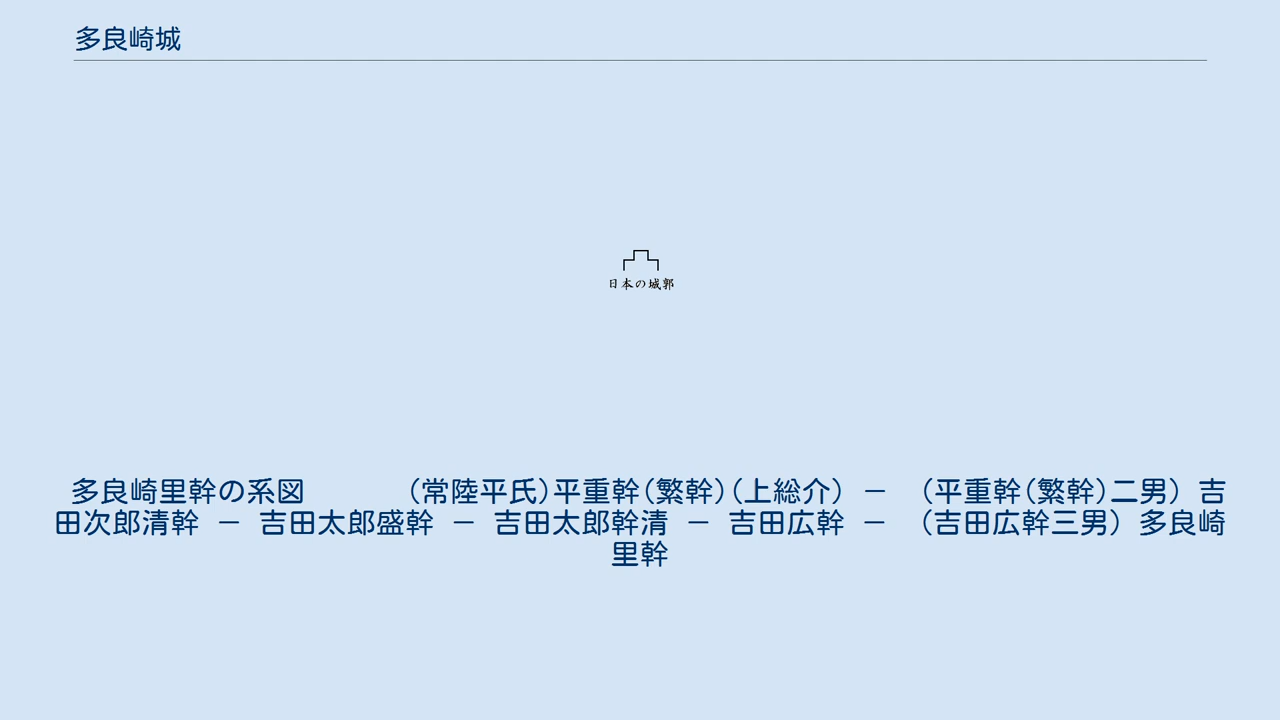 多良崎城
日本の城郭
多良崎里幹の系図　　　（常陸平氏）平重幹（繁幹）（上総介） － （平重幹（繁幹）二男） 吉
田次郎清幹 － 吉田太郎盛幹 － 吉田太郎幹清 － 吉田広幹 － （吉田広幹三男） 多良崎
里幹